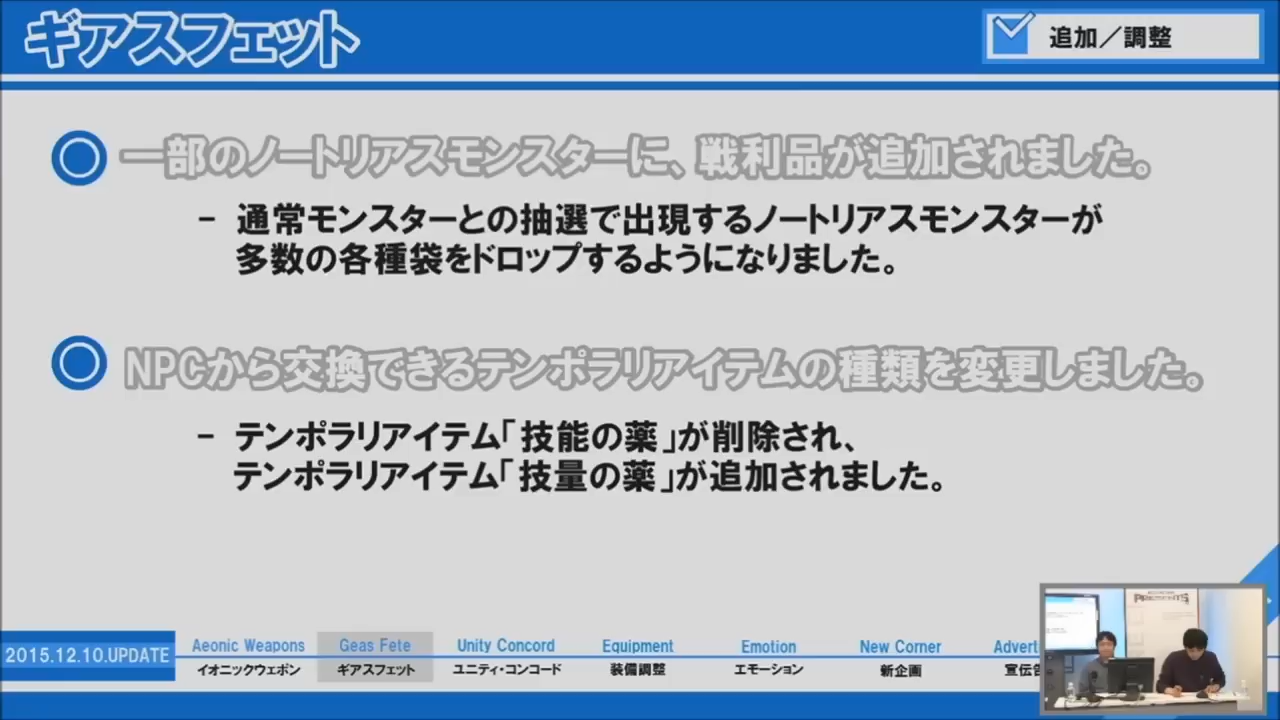 ギアスフェット
追加／調整
一部のノートリアスモンスターに、戦利品が追加されました。
- 通常モンスターとの抽選で出現するノートリアスモンスターが
多数の各種袋をドロップするようになりました。
NPCから交換できるテンポラリアイテムの種類を変更しました。
- テンポラリアイテム「技能の薬」が削除され、
テンポラリアイテム「技量の薬」が追加されました。
2015.12.10.UPDATE
Aeonic Weapons
イオニックウェポン
Geas Fete
ギアスフェット
Unity Concord
ユニティ・コンコード
Equipment
装備調整
Emotion
エモーション
New Corner
新企画
Advert
宣伝
PRESENTS